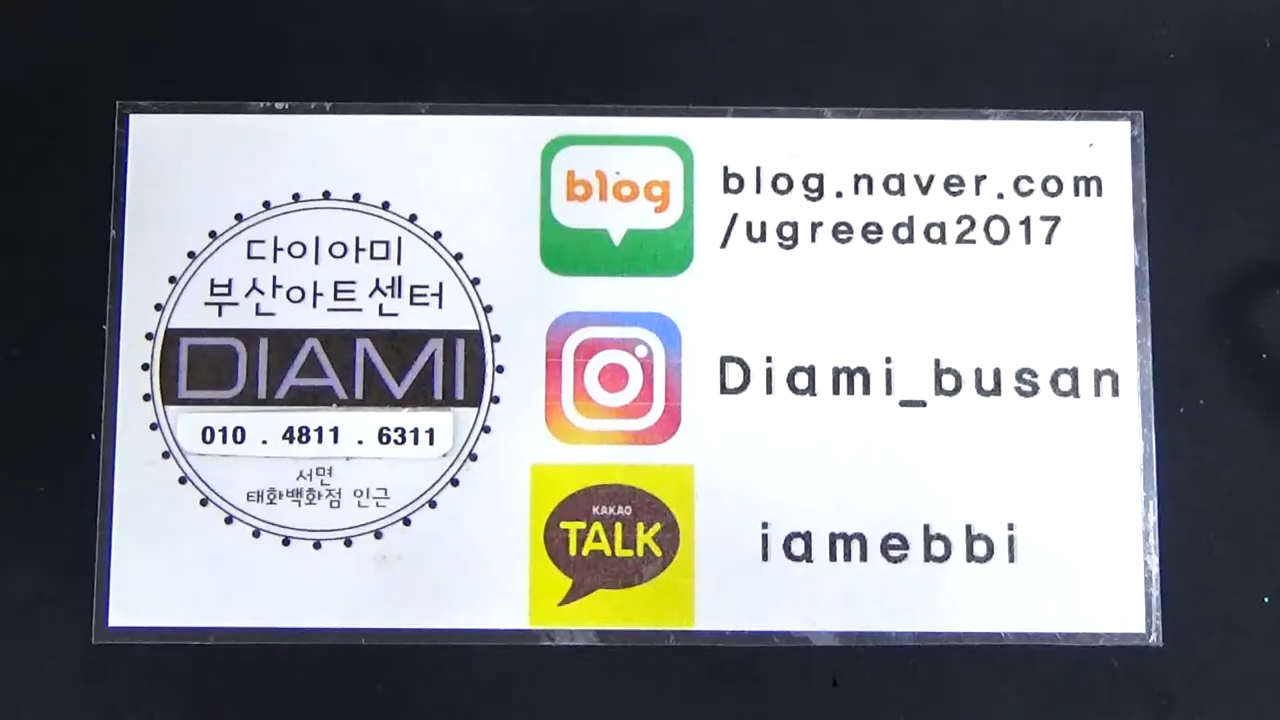 다이아미
부산아트센터
DIAMI
010 . 4811 . 6311
서면
태화백화점 인근
blog
blog.naver.com
/ugreeda2017
Diami_busan
KAKAO
TALK
iamebbi